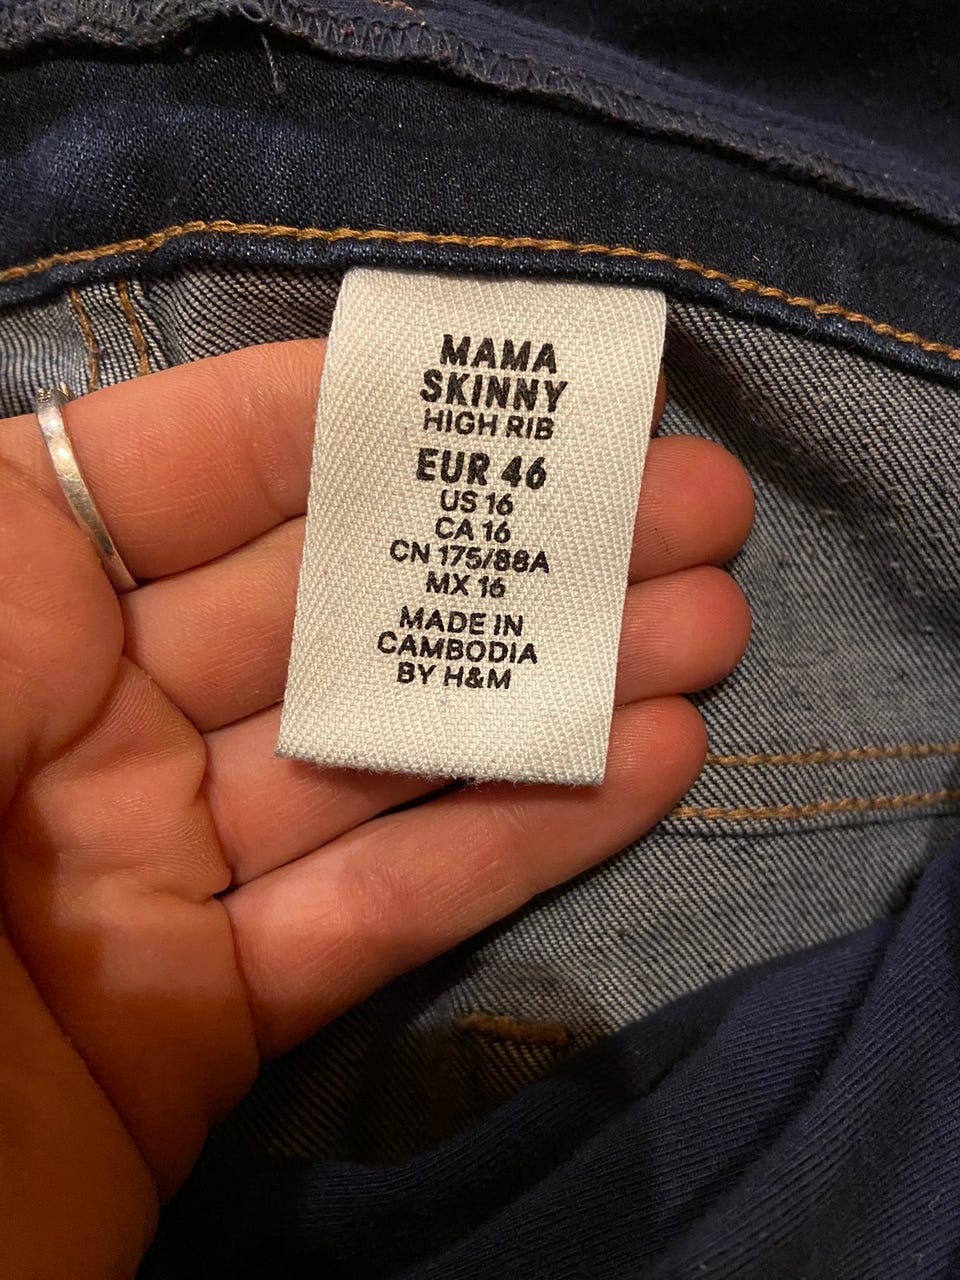 MAMA
SKINNY
HIGH RIB
EUR 46
US 16
CA 16
CN 175/88A
MX 16
MADE IN
CAMBODIA
BY H&M